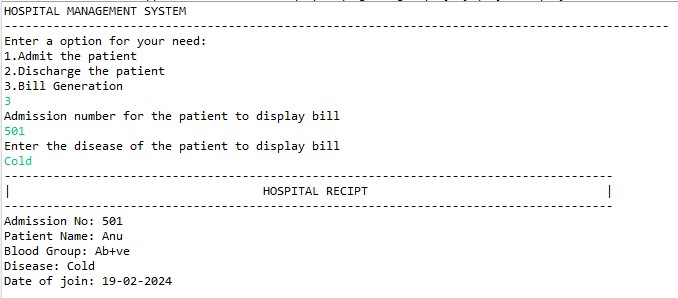 HOSPITAL MANAGEMENT SYSTEM
-----------------------------------------------------------------------------------------------
Enter a option for your need:
1.Admit the patient
2.Discharge the patient
3.Bill Generation
3
Admission number for the patient to display bill
501
Enter the disease of the patient to display bill
Cold
---------------------------------------------------------------------------------------
| HOSPITAL RECIPT |
---------------------------------------------------------------------------------------
Admission No: 501
Patient Name: Anu
Blood Group: Ab+ve
Disease: Cold
Date of join: 19-02-2024